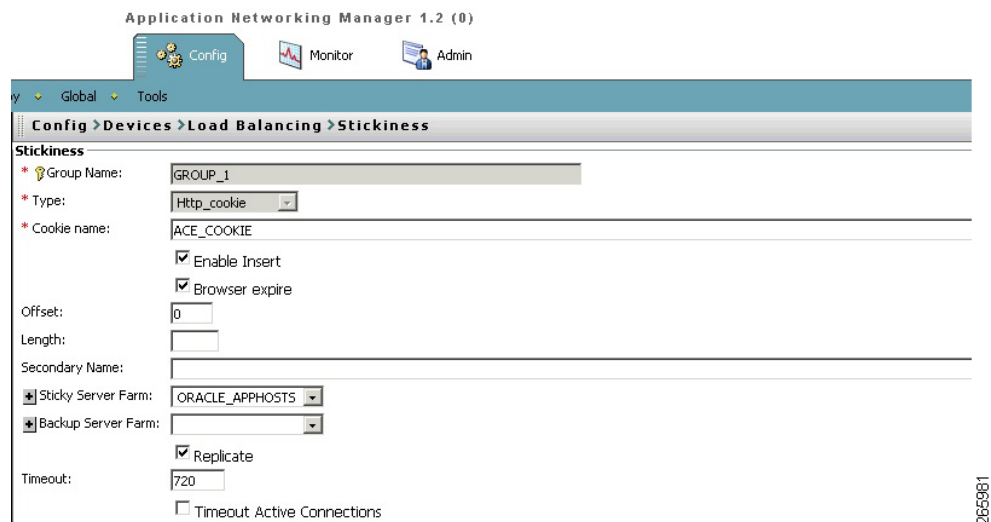 Application Networking Manager 1.2 (0)
Config Monitor Admin
y Global Tools
Config >Devices >Load Balancing >Stickiness
Stickiness
* Group Name: GROUP_1
* Type: Http_cookie
* Cookie name: ACE_COOKIE
Enable Insert
Browser expire
Offset: 0
Length:
Secondary Name:
+ Sticky Server Farm: ORACLE_APPHOSTS
+ Backup Server Farm:
Replicate
Timeout: 720
Timeout Active Connections
265981